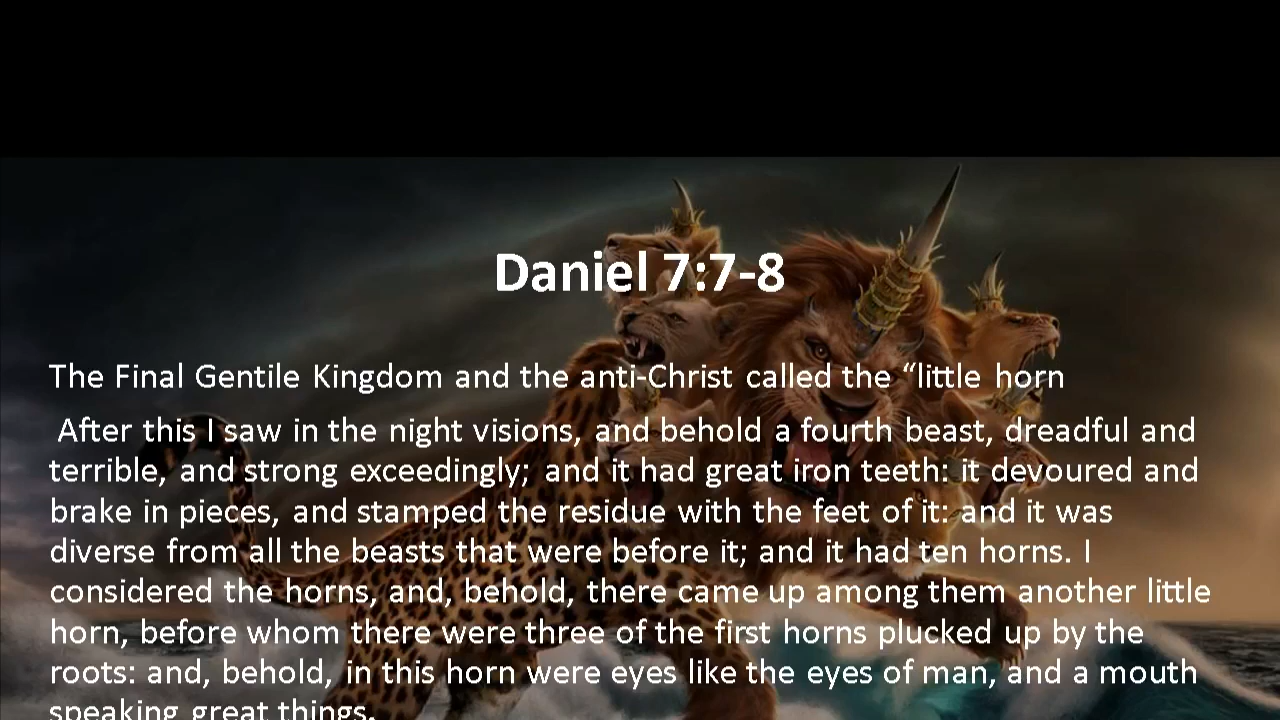 Daniel 7:7-8
The Final Gentile Kingdom and the anti-Christ called the “little horn
After this I saw in the night visions, and behold a fourth beast, dreadful and
terrible, and strong exceedingly; and it had great iron teeth: it devoured and
brake in pieces, and stamped the residue with the feet of it: and it was
diverse from all the beasts that were before it; and it had ten horns. I
considered the horns, and, behold, there came up among them another little
horn, before whom there were three of the first horns plucked up by the
roots: and, behold, in this horn were eyes like the eyes of man, and a mouth
speaking great things.